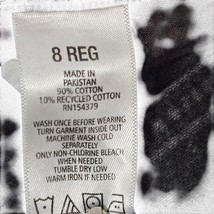 8 REG
MADE IN
PAKISTAN
90% COTTON
10% RECYCLED COTTON
RN154379
WASH ONCE BEFORE WEARING
TURN GARMENT INSIDE OUT
MACHINE WASH COLD
SEPARATELY
ONLY NON-CHLORINE BLEACH
WHEN NEEDED
TUMBLE DRY LOW
WARM IRON IF NEEDED